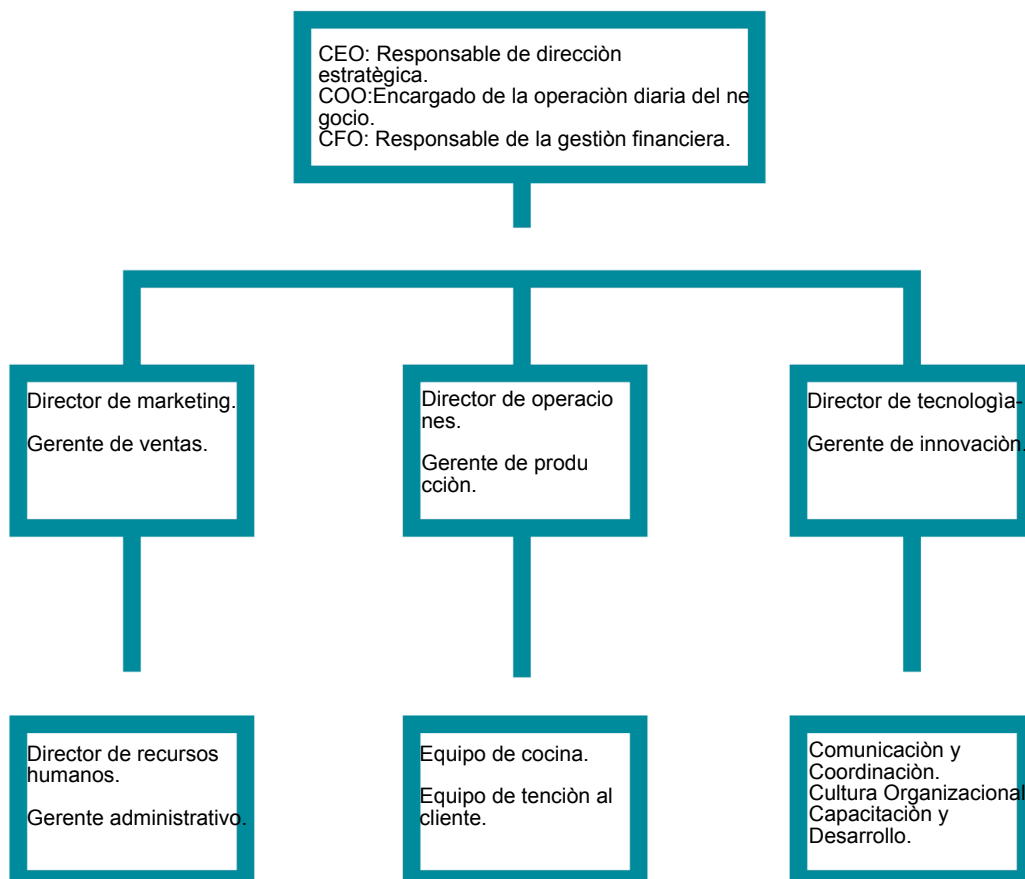 CEO: Responsable de direcciòn
estratègica.
COO:Encargado de la operaciòn diaria del ne
gocio.
CFO: Responsable de la gestiòn financiera.
Director de marketing.
Gerente de ventas.
Director de operacio
nes.
Gerente de produ
cciòn.
Director de tecnologìa-
Gerente de innovaciòn.
Director de recursos
humanos.
Gerente administrativo.
Equipo de cocina.
Equipo de tenciòn al
cliente.
Comunicaciòn y
Coordinaciòn.
Cultura Organizacional
Capacitaciòn y
Desarrollo.